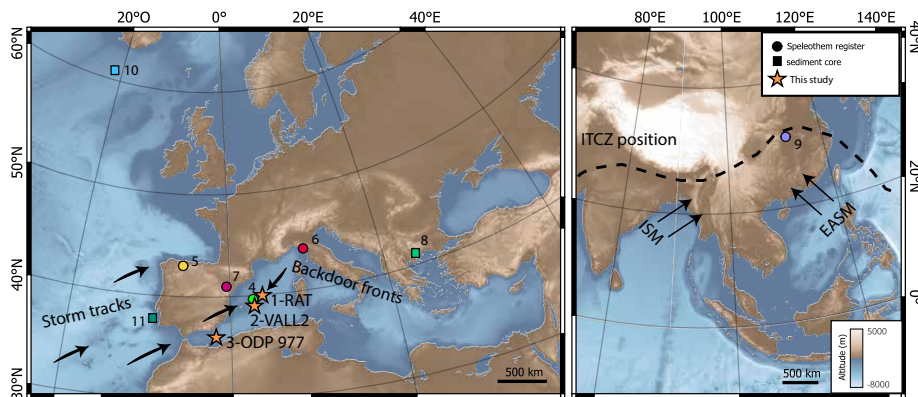 20°O 0° 20°E 40°E
60°N
50°N
40°N
30°N
10
5
6
8
7
4
11
Storm tracks
Backdoor fronts
1-RAT
2-VALL2
3-ODP 977
500 km
80°E 100°E 120°E 140°E
40°N
20°N
0°
Speleothem register
sediment core
This study
ITCZ position
9
ISM
EASM
500 km
Altitude (m)
5000
-8000